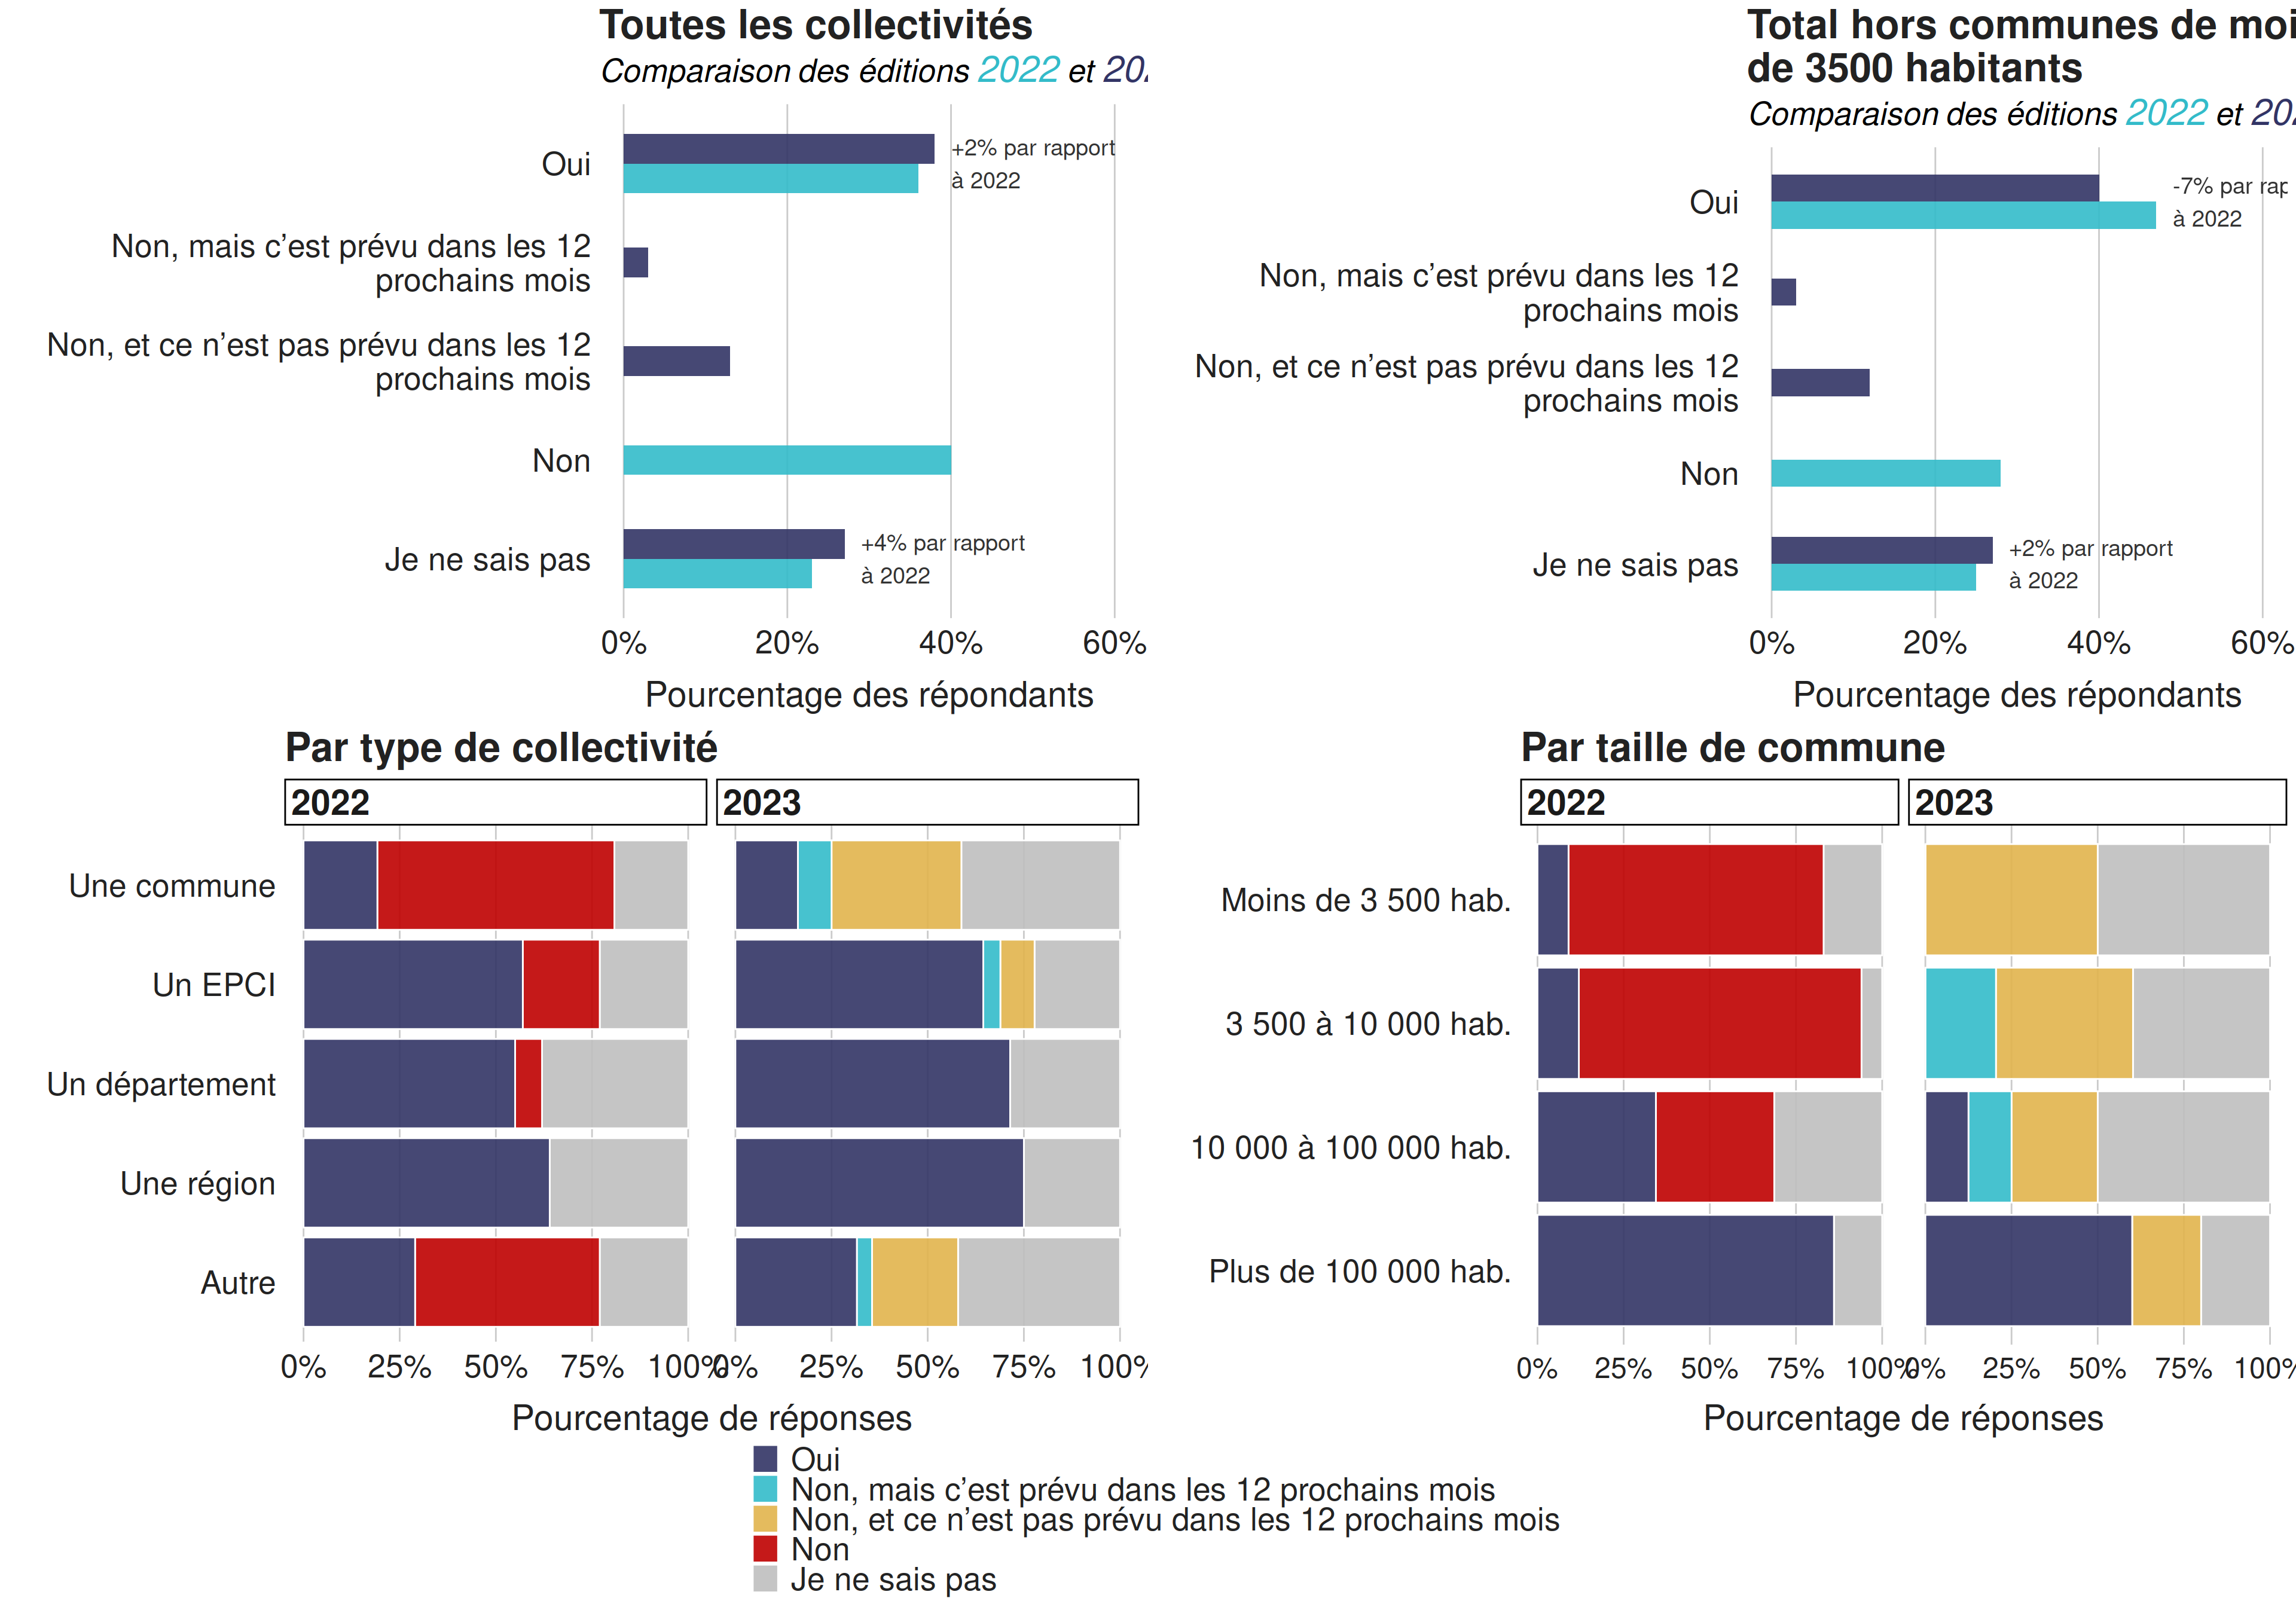 Toutes les collectivités
Comparaison des éditions 2022 et
Oui
+2% par rapport
à 2022
Non, mais c’est prévu dans les 12
prochains mois
Non, et ce n’est pas prévu dans les 12
prochains mois
Non
Je ne sais pas
+4% par rapport
à 2022
0% 20% 40% 60%
Pourcentage des répondants
Total hors communes de
de 3500 habitants
Comparaison des éditions 2022 et
Oui
-7% par
à 2022
Non, mais c’est prévu dans les 12
prochains mois
Non, et ce n’est pas prévu dans les 12
prochains mois
Non
Je ne sais pas
+2% par rapport
à 2022
0% 20% 40% 60%
Pourcentage des répondants
Par type de collectivité
2022 2023
Une commune
Un EPCI
Un département
Une région
Autre
0% 25% 50% 75% 100% 0% 25% 50% 75% 100%
Pourcentage de réponses
Par taille de commune
2022 2023
Moins de 3 500 hab.
3 500 à 10 000 hab.
10 000 à 100 000 hab.
Plus de 100 000 hab.
0% 25% 50% 75% 100% 0% 25% 50% 75% 100%
Pourcentage de réponses
Oui
Non, mais c’est prévu dans les 12 prochains mois
Non, et ce n’est pas prévu dans les 12 prochains mois
Non
Je ne sais pas